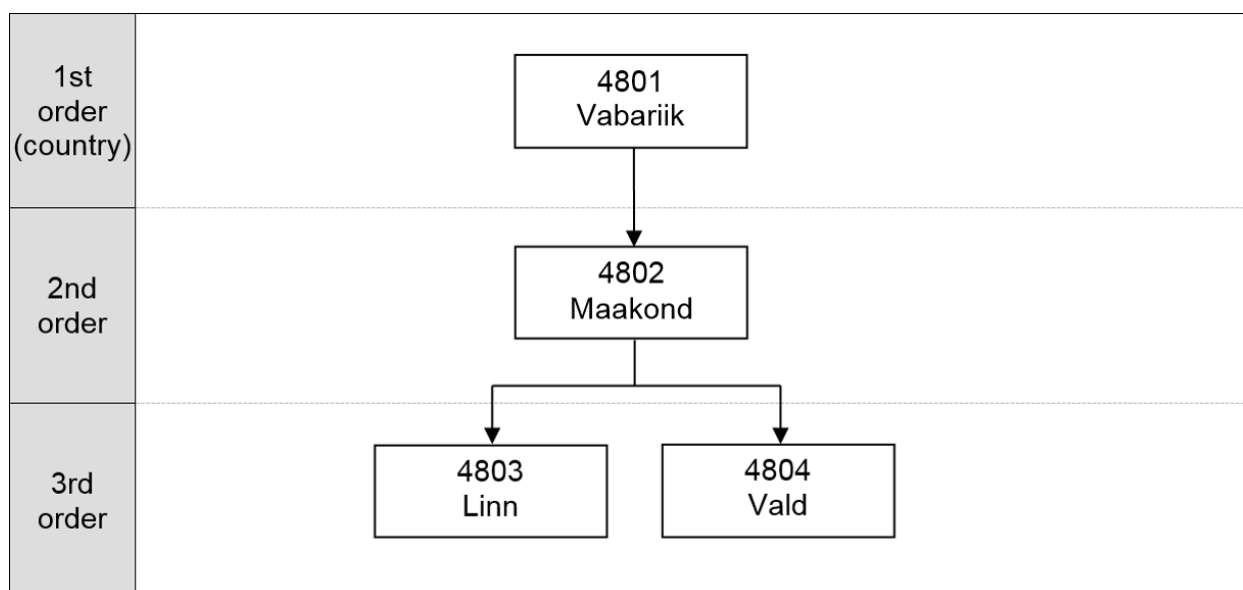 1st
order
(country)
4801
Vabariik
2nd
order
4802
Maakond
3rd
order
4803
Linn
4804
Vald